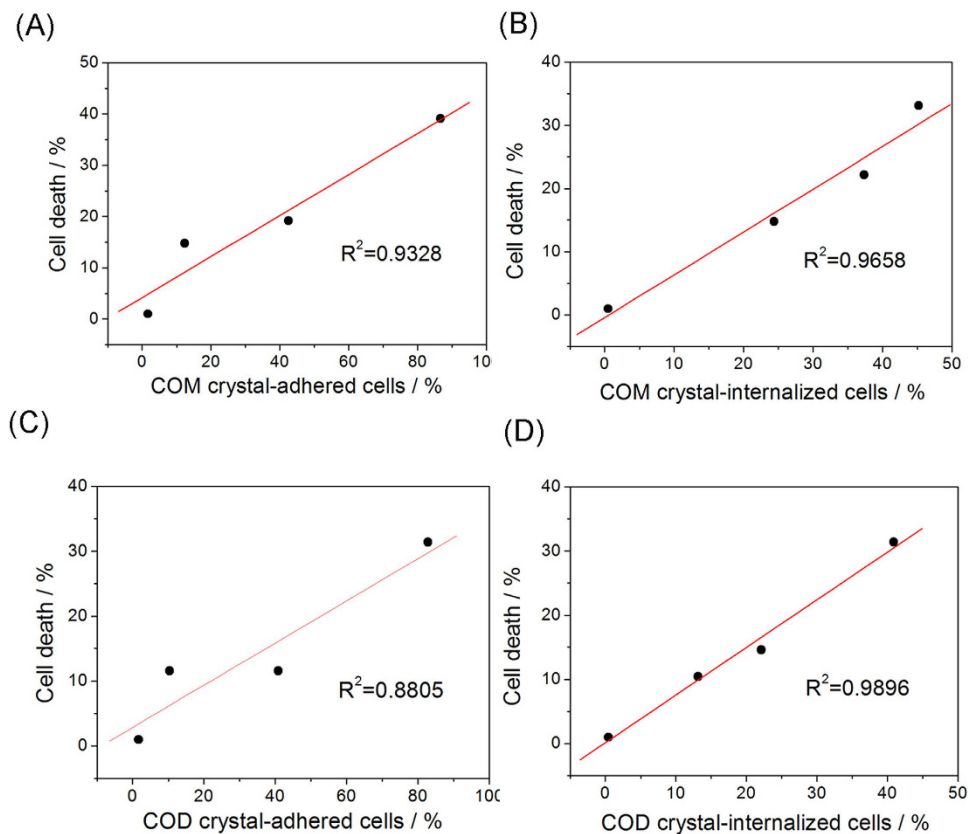 (A)
50
40
30
20
10
0
Cell death / %
R²=0.9328
0 20 40 60 80 10
COM crystal-adhered cells / %
(B)
40
30
20
10
0
Cell death / %
R²=0.9658
0 10 20 30 40 50
COM crystal-internalized cells / %
(C)
40
30
20
10
0
Cell death / %
R²=0.8805
0 20 40 60 80 100
COD crystal-adhered cells / %
(D)
40
30
20
10
0
Cell death / %
R²=0.9896
0 10 20 30 40 50
COD crystal-internalized cells / %